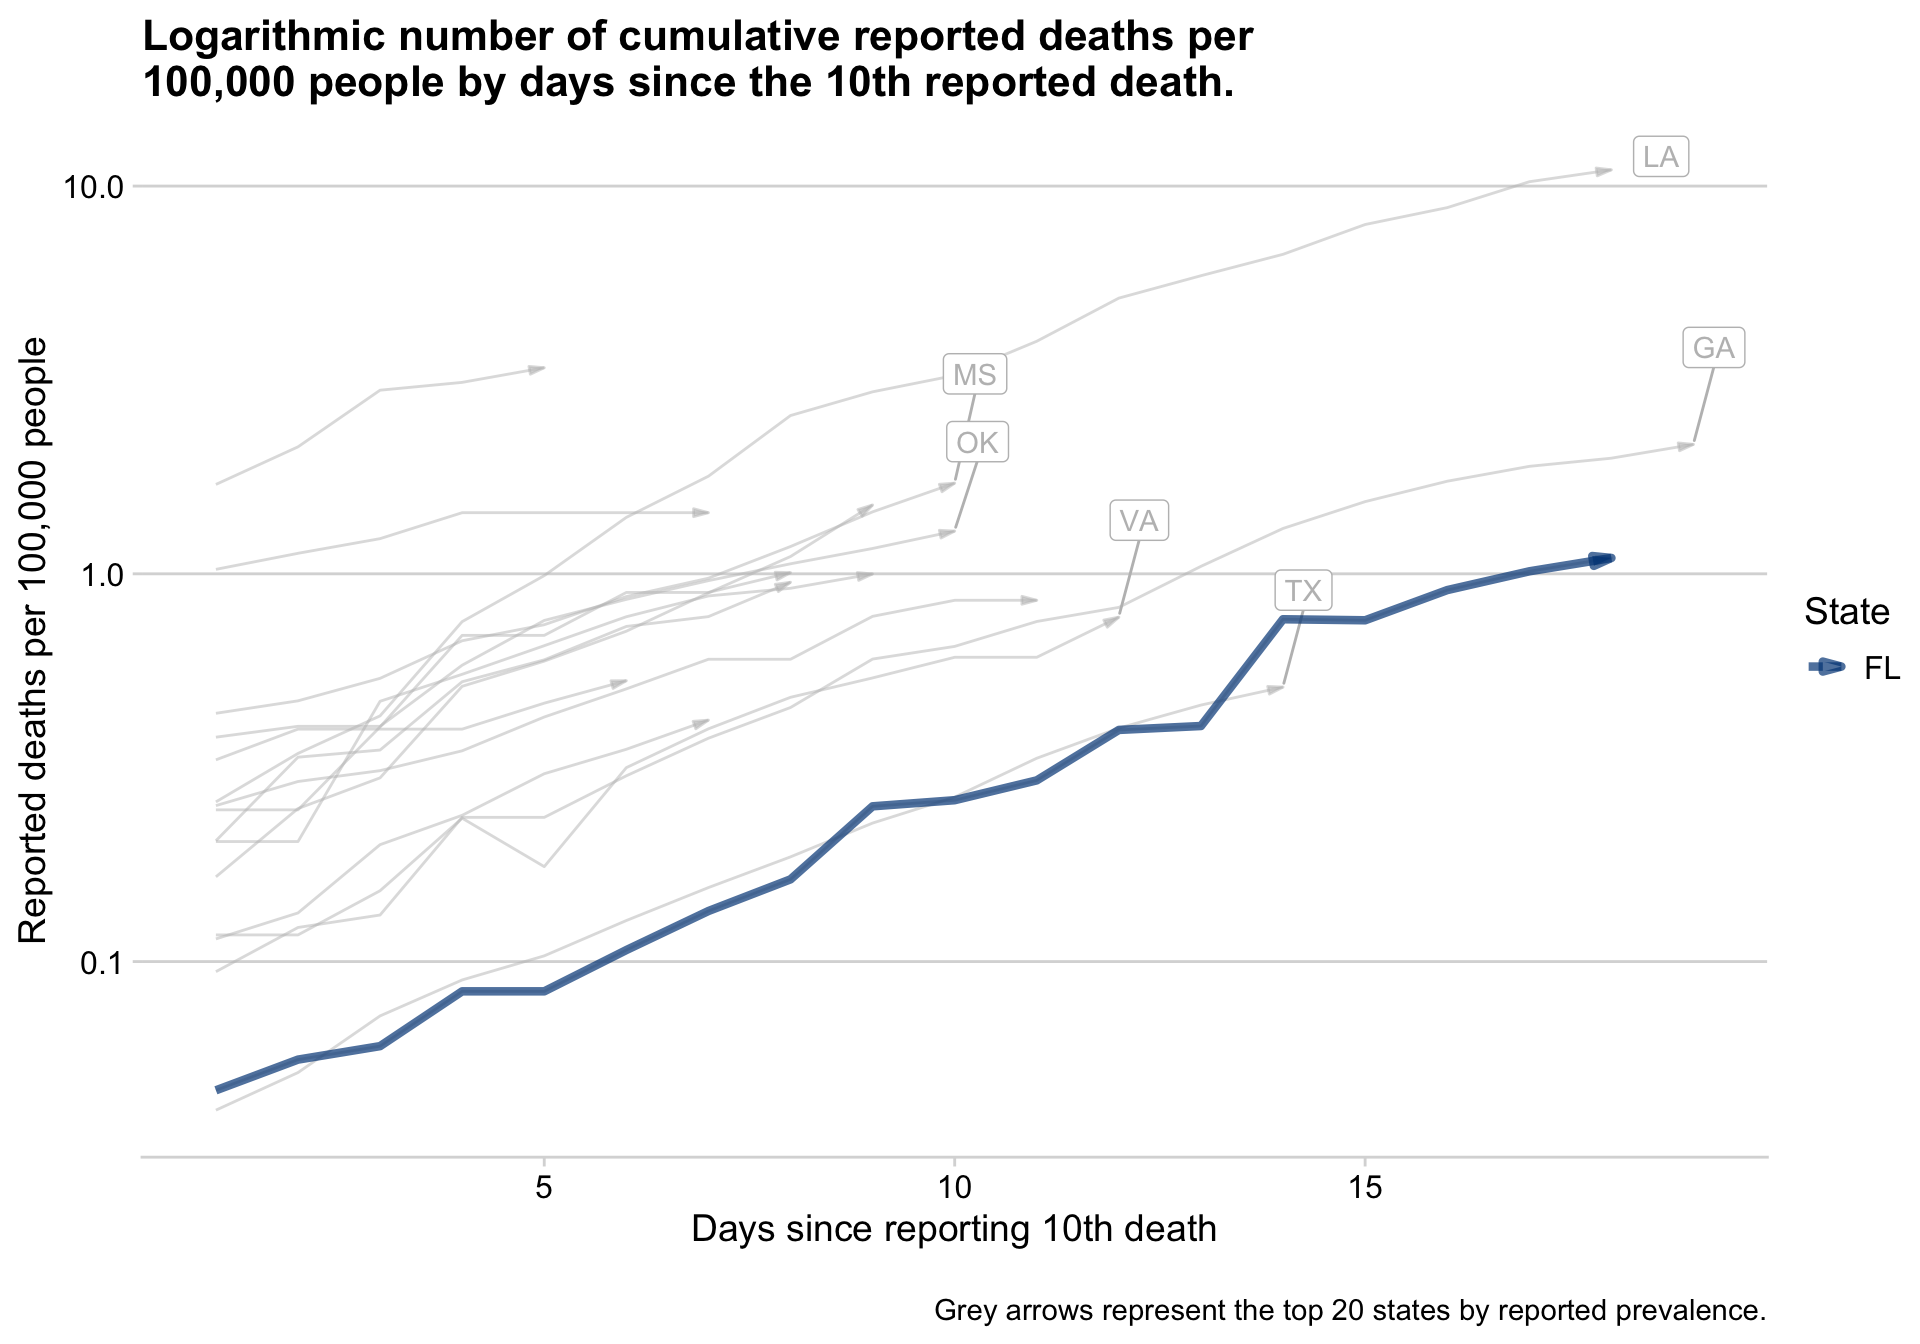 Logarithmic number of cumulative reported deaths per
100,000 people by days since the 10th reported death.
Reported deaths per 100,000 people
10.0
1.0
0.1
LA
GA
MS
OK
VA
TX
State
FL
5
10
15
Days since reporting 10th death
Grey arrows represent the top 20 states by reported prevalence.